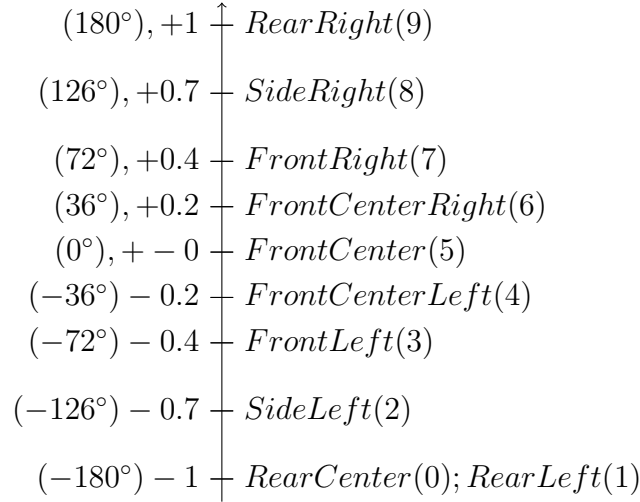 (180°), +1 RearRight(9)
(126°), +0.7 SideRight(8)
(72°), +0.4 FrontRight(7)
(36°), +0.2 FrontCenterRight(6)
(0°), + − 0 FrontCenter(5)
(−36°) − 0.2 FrontCenterLeft(4)
(−72°) − 0.4 FrontLeft(3)
(−126°) − 0.7 SideLeft(2)
(−180°) − 1 RearCenter(0); RearLeft(1)